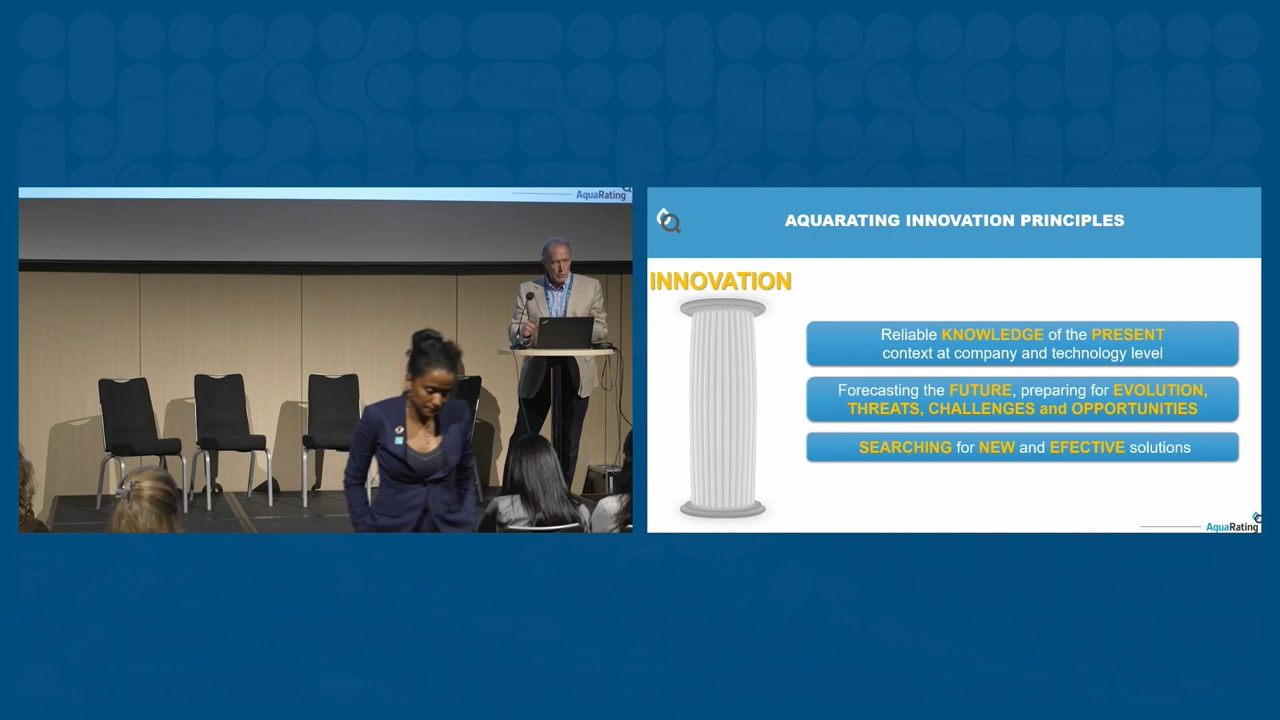 AquaRating
AQUARATING INNOVATION PRINCIPLES
INNOVATION
Reliable KNOWLEDGE of the PRESENT
context at company and technology level
Forecasting the FUTURE, preparing for EVOLUTION,
THREATS, CHALLENGES and OPPORTUNITIES
SEARCHING for NEW and EFECTIVE solutions
AquaRating